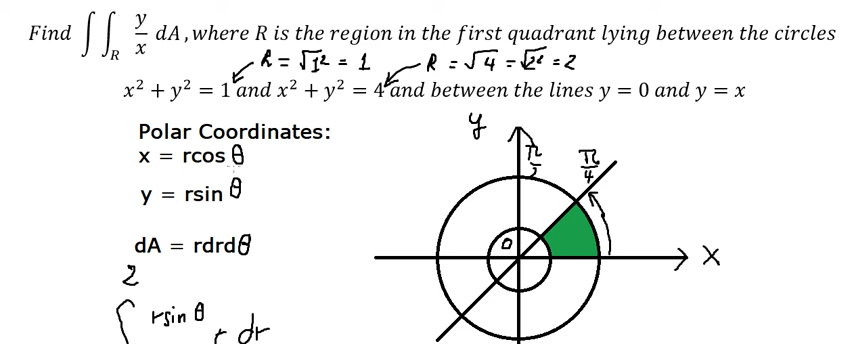 Find ∫∫_R y/x dA, where R is the region in the first quadrant lying between the circles
R = √1² = 1 R = √4 = √2² = 2
x² + y² = 1 and x² + y² = 4 and between the lines y = 0 and y = x
Polar Coordinates:
x = rcos θ
y = rsin θ
dA = rdrdθ
2
∫ rsin θ r dr
y
π/2
π/4
0
X